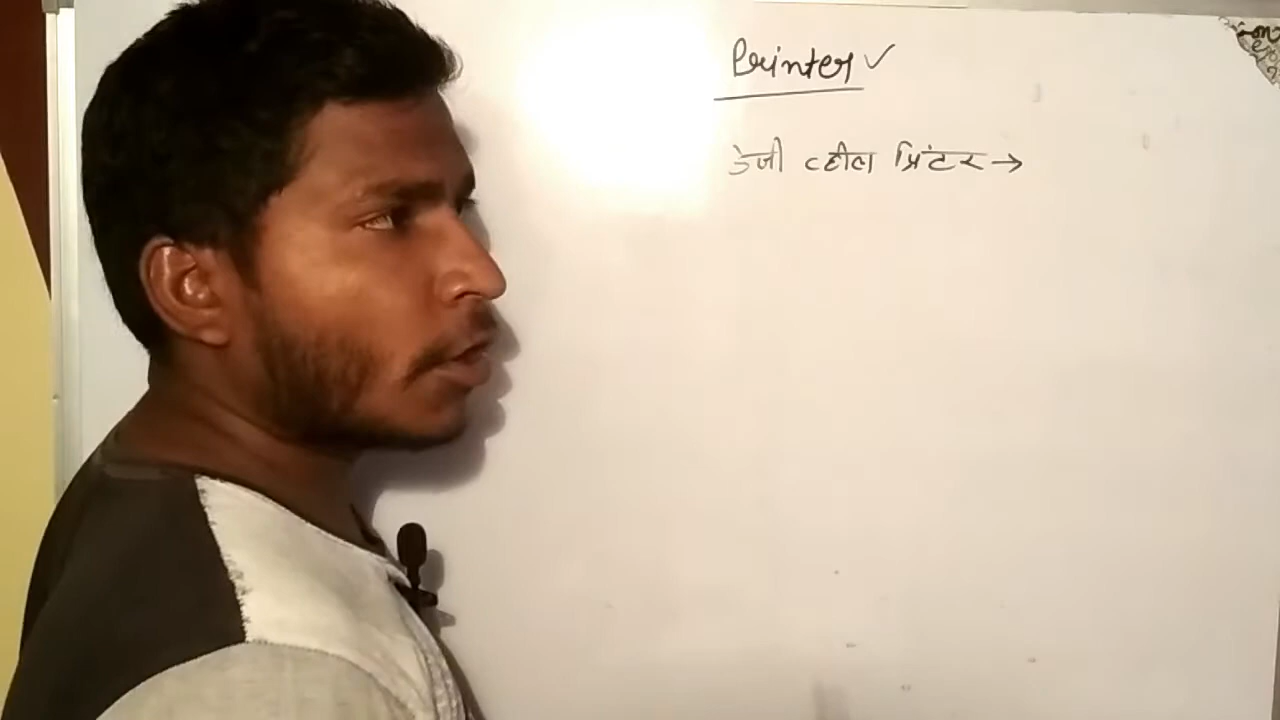 Printer ✓
डेजी व्हील प्रिंटर →